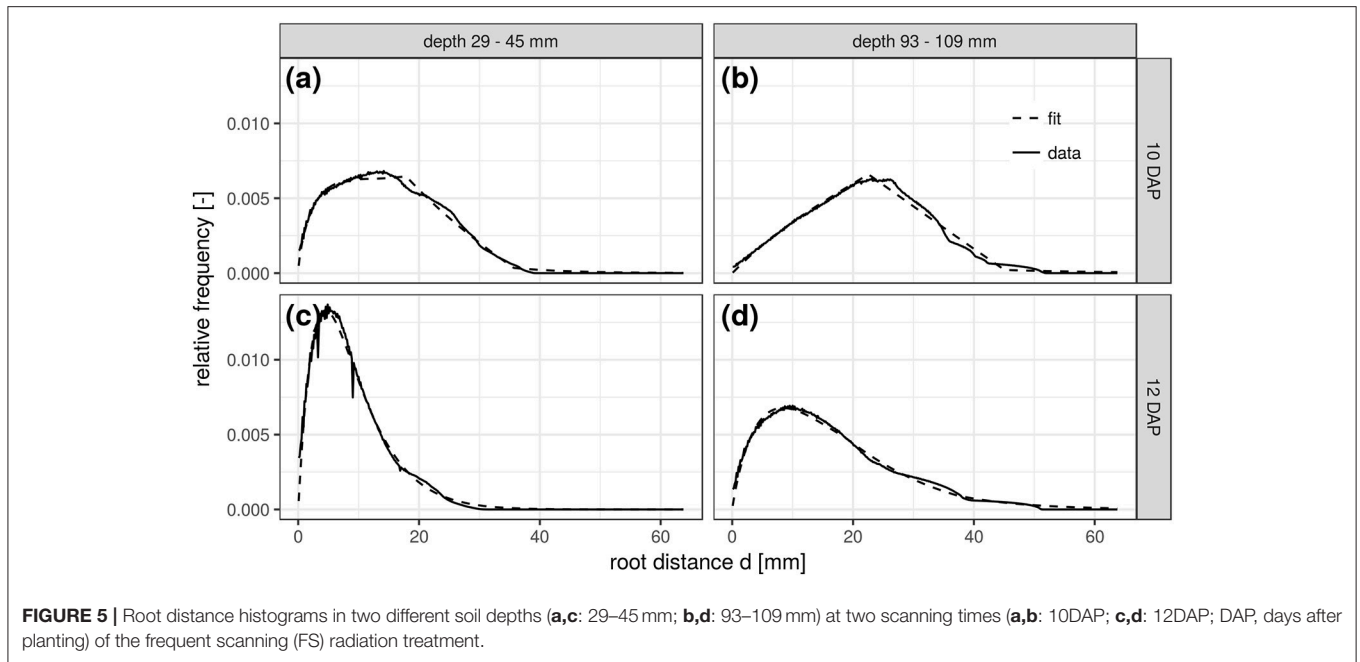 depth 29 - 45 mm
depth 93 - 109 mm
(a)
(b)
fit
data
10 DAP
0.010
0.005
0.000
(c)
(d)
12 DAP
0.010
0.005
0.000
relative frequency [-]
0
20
40
60
0
20
40
60
root distance d [mm]
FIGURE 5 | Root distance histograms in two different soil depths (a,c: 29–45 mm; b,d: 93–109 mm) at two scanning times (a,b: 10DAP; c,d: 12DAP; DAP, days after
planting) of the frequent scanning (FS) radiation treatment.